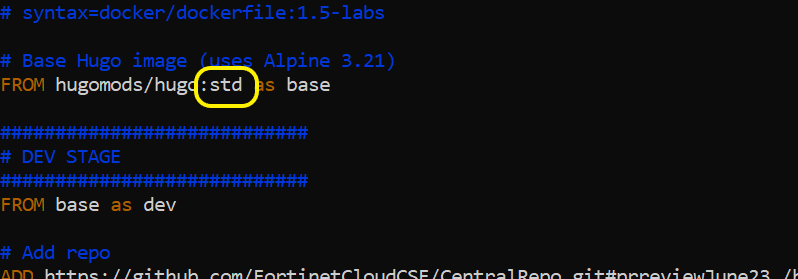 # syntax=docker/dockerfile:1.5-labs
# Base Hugo image (uses Alpine 3.21)
FROM hugomods/hugo:std as base
############################
# DEV STAGE
############################
FROM base as dev
# Add repo
ADD https://github.com/FortinetCloudCSE/CentralRepo.git#prreviewJune23 /h